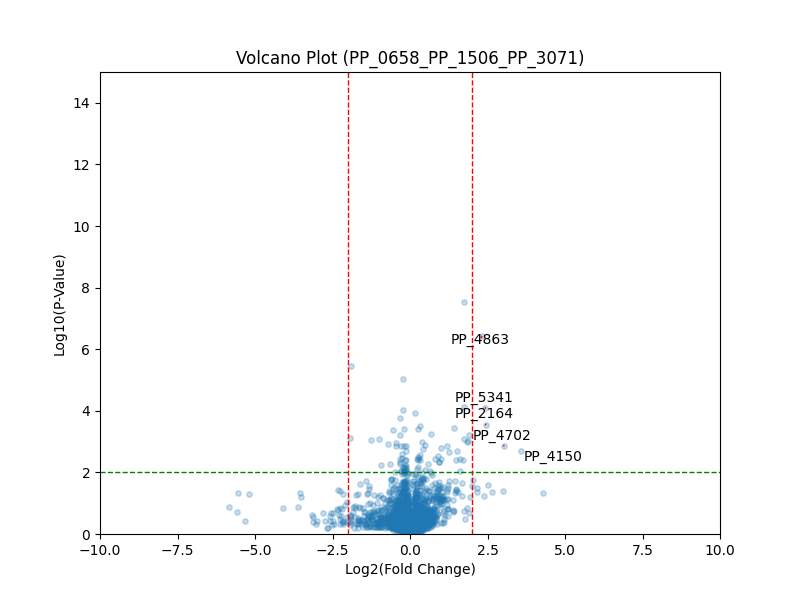 Volcano Plot (PP_0658_PP_1506_PP_3071)
Log10(P-Value)
14
12
10
8
6
4
2
0
PP_4863
PP_5341
PP_2164
PP_4702
PP_4150
−10.0 −7.5 −5.0 −2.5 0.0 2.5 5.0 7.5 10.0
Log2(Fold Change)